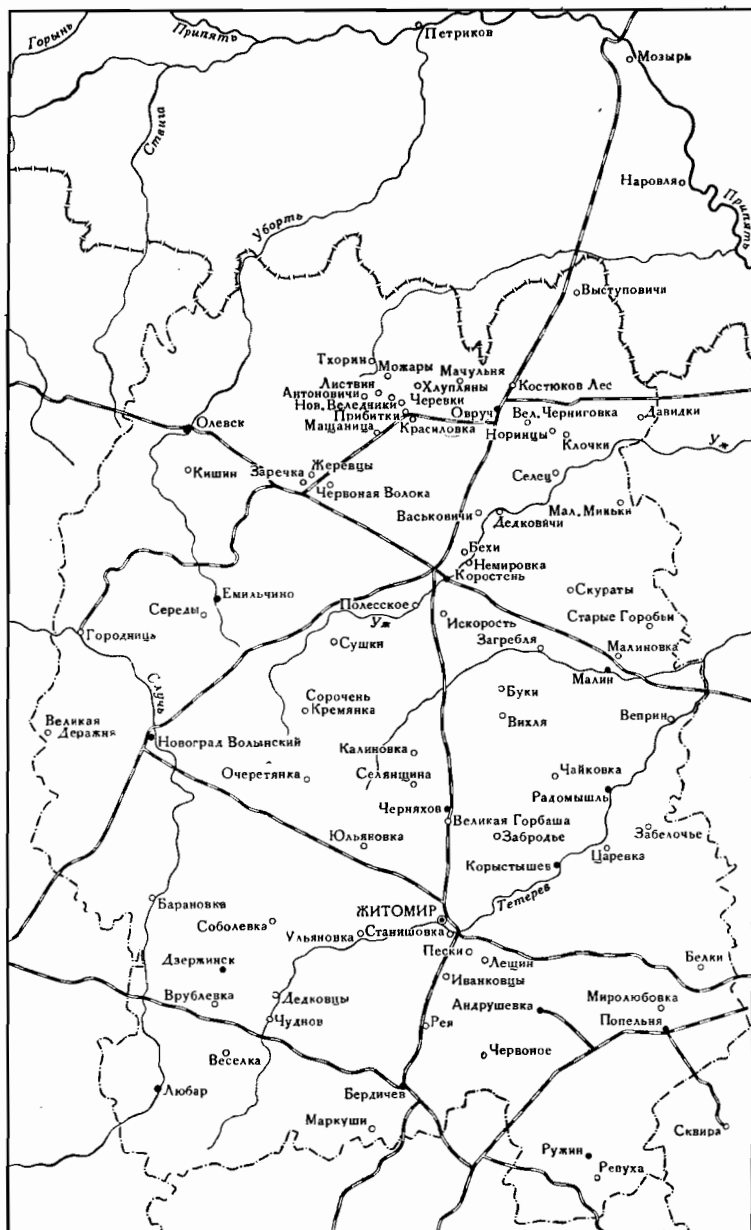 Горынь
Припять
Петриков
Мозырь
Ствига
Наровля
Припять
Уборть
Выступовичи
Тхорино
Можары
Мачульня
Листвин
Хлупляны
Костюков Лес
Антоновичи
Черевки
Нов. Веледники
Овруч
Вел. Черниговка
Давидки
Прибитки
Олевск
Мащаница
Красиловка
Норинцы
Клочки
Уж
Кишин
Заречка
Жеревцы
Селец
Червоная Волока
Васьковичи
Дедковичи
Мал. Миньки
Бехи
Немировка
Коростень
Емильчино
Скураты
Середы
Полесское
Искорость
Старые Горобьи
Городница
Уж
Сушки
Загребля
Малиновка
Случь
Малин
Сорочень
Кремянка
Буки
Великая
Деражня
Вихля
Веприн
Новоград Волынский
Калиновка
Очеретянка
Селянщина
Чайковка
Радомышль
Черняхов
Великая Горбаша
Забродье
Забелочье
Юльяновка
Царевка
Корыстышев
Тетерев
Барановка
Соболевка
ЖИТОМИР
Ульяновка
Станишовка
Пески
Лещин
Белки
Дзержинск
Иванковцы
Врублевка
Дедковцы
Андрушевка
Миролюбовка
Чуднов
Рея
Попельня
Веселка
Червоное
Любар
Бердичев
Маркуши
Сквира
Ружин
Репуха